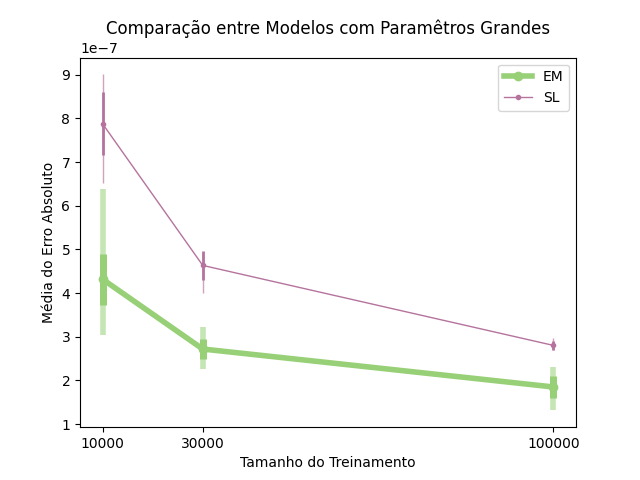 Comparação entre Modelos com Paramêtros Grandes
1e−7
9
8
7
6
5
4
3
2
1
Média do Erro Absoluto
EM
SL
10000 30000 100000
Tamanho do Treinamento